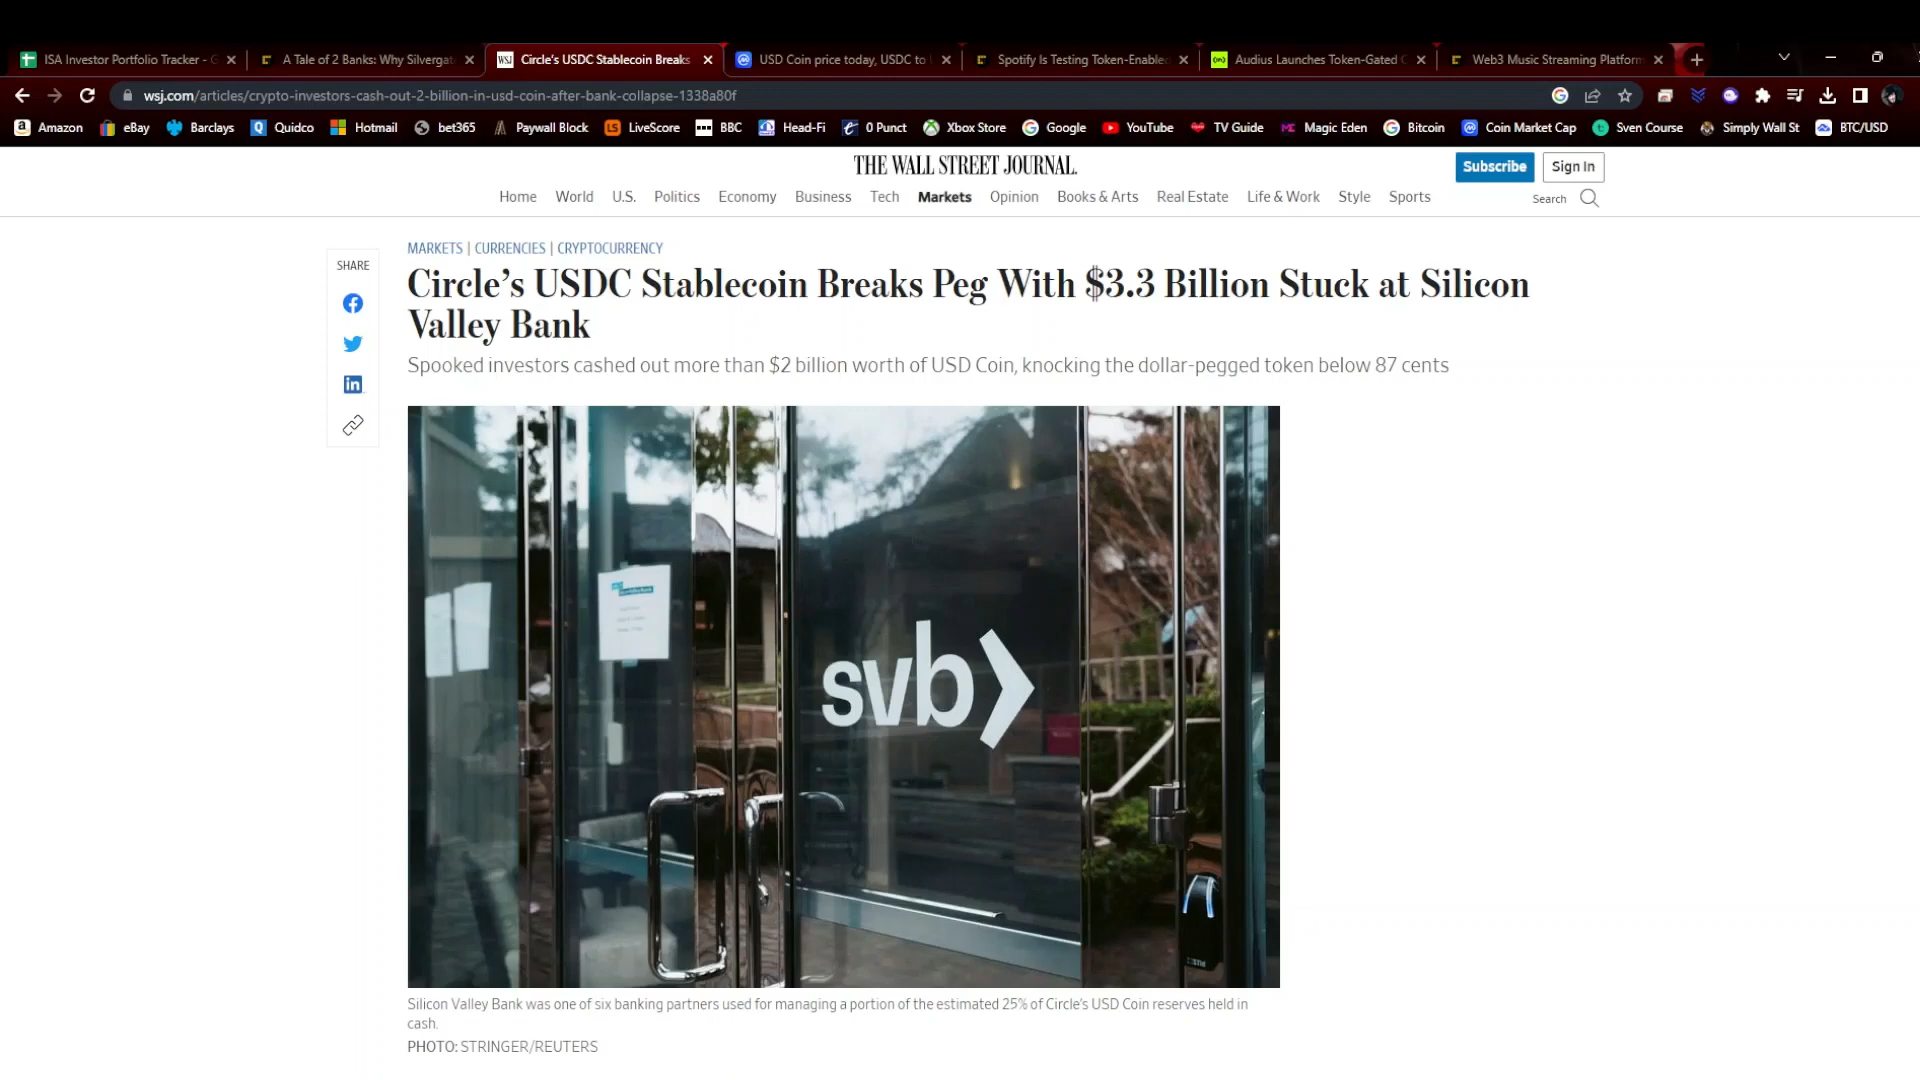 ISA Investor Portfolio Tracker - G
A Tale of 2 Banks: Why Silvergat
WSJ Circle's USDC Stablecoin Breaks
USD Coin price today, USDC to
Spotify Is Testing Token-Enabled
Audius Launches Token-Gated C
Web3 Music Streaming Platform
wsj.com/articles/crypto-investors-cash-out-2-billion-in-usd-coin-after-bank-collapse-1338a80f
Amazon eBay Barclays Quidco Hotmail bet365 Paywall Block LiveScore BBC Head-Fi 0 Punct Xbox Store Google YouTube TV Guide Magic Eden Bitcoin Coin Market Cap Sven Course Simply Wall St BTC/USD
THE WALL STREET JOURNAL.
Subscribe Sign In
Home World U.S. Politics Economy Business Tech Markets Opinion Books & Arts Real Estate Life & Work Style Sports
Search
SHARE
MARKETS | CURRENCIES | CRYPTOCURRENCY
Circle's USDC Stablecoin Breaks Peg With $3.3 Billion Stuck at Silicon
Valley Bank
Spooked investors cashed out more than $2 billion worth of USD Coin, knocking the dollar-pegged token below 87 cents
svb
Silicon Valley Bank was one of six banking partners used for managing a portion of the estimated 25% of Circle's USD Coin reserves held in
cash.
PHOTO: STRINGER/REUTERS